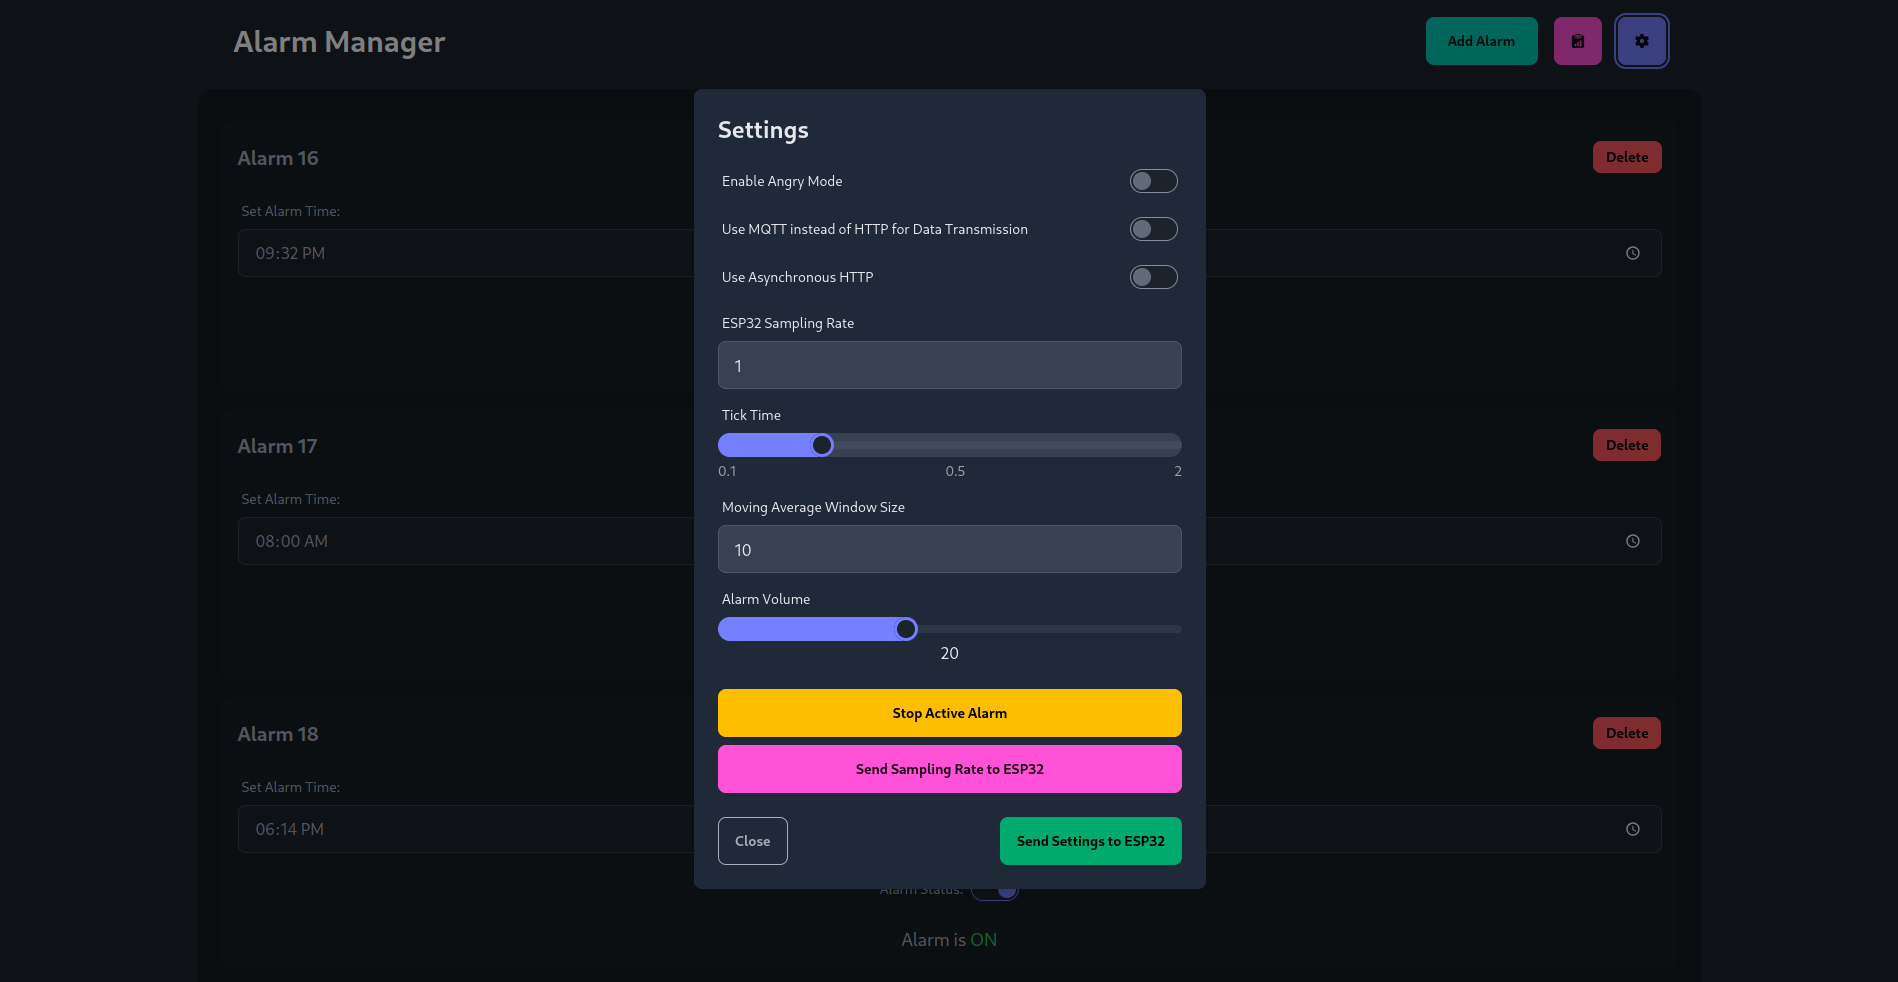 Alarm Manager
Add Alarm
Settings
Enable Angry Mode
Use MQTT instead of HTTP for Data Transmission
Use Asynchronous HTTP
ESP32 Sampling Rate
1
Tick Time
0.1 0.5 2
Moving Average Window Size
10
Alarm Volume
20
Stop Active Alarm
Send Sampling Rate to ESP32
Close
Send Settings to ESP32
Alarm 16
Delete
Set Alarm Time:
09:32 PM
Alarm 17
Delete
Set Alarm Time:
08:00 AM
Alarm 18
Delete
Set Alarm Time:
06:14 PM
Alarm Status:
Alarm is ON